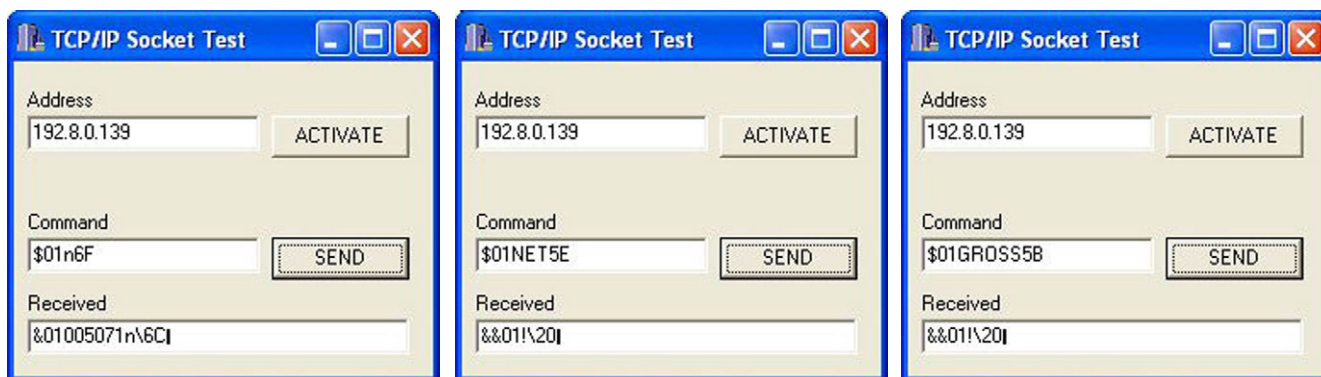 TCP/IP Socket Test
Address
192.8.0.139
ACTIVATE
Command
$01n6F
SEND
Received
&01005071n\6C
TCP/IP Socket Test
Address
192.8.0.139
ACTIVATE
Command
$01NET5E
SEND
Received
&&01!\20
TCP/IP Socket Test
Address
192.8.0.139
ACTIVATE
Command
$01GROSS5B
SEND
Received
&&01!\20